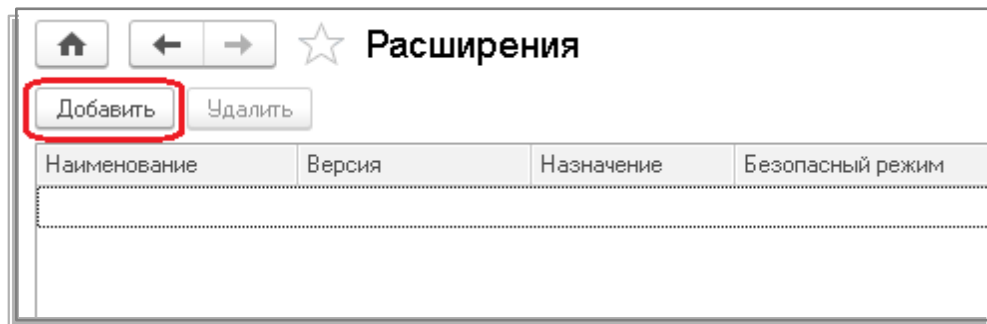 Расширения
Добавить Удалить
Наименование Версия Назначение Безопасный режим